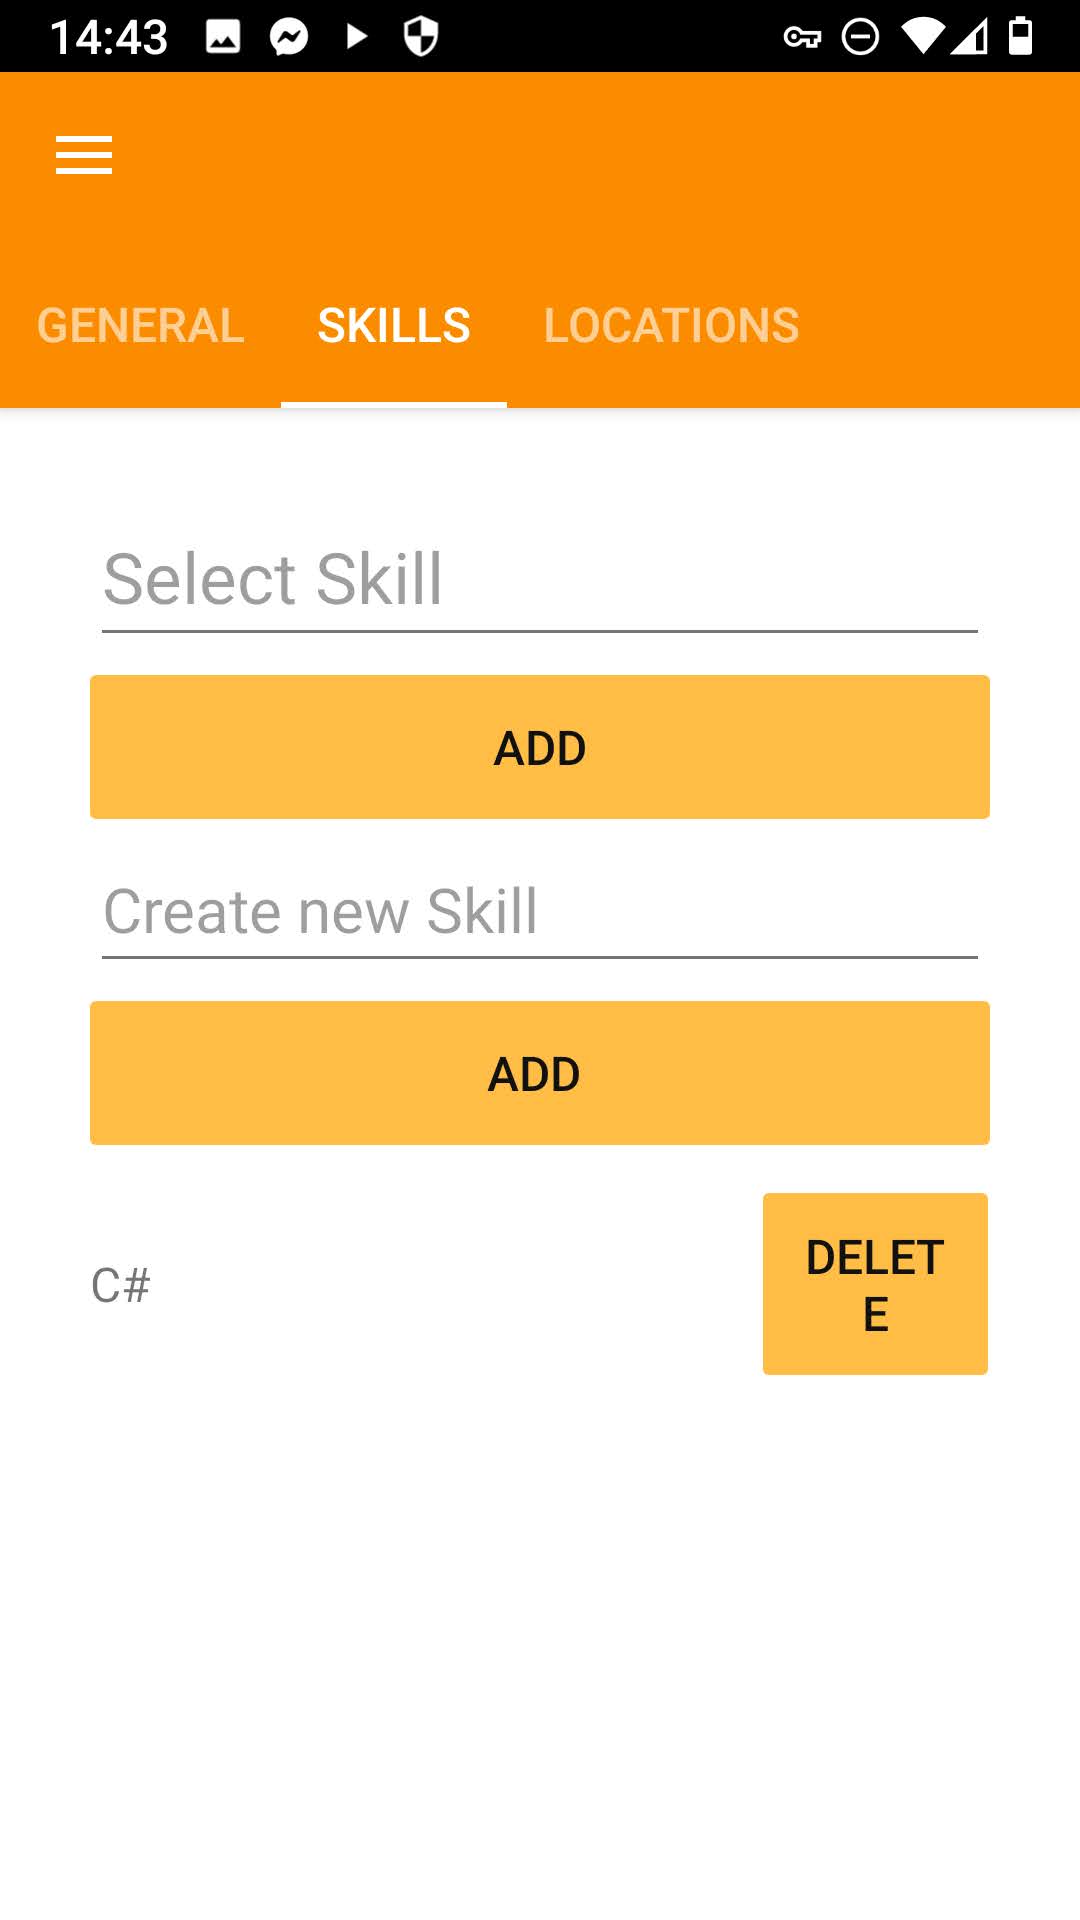 14:43
GENERAL SKILLS LOCATIONS
Select Skill
ADD
Create new Skill
ADD
C#
DELET
E